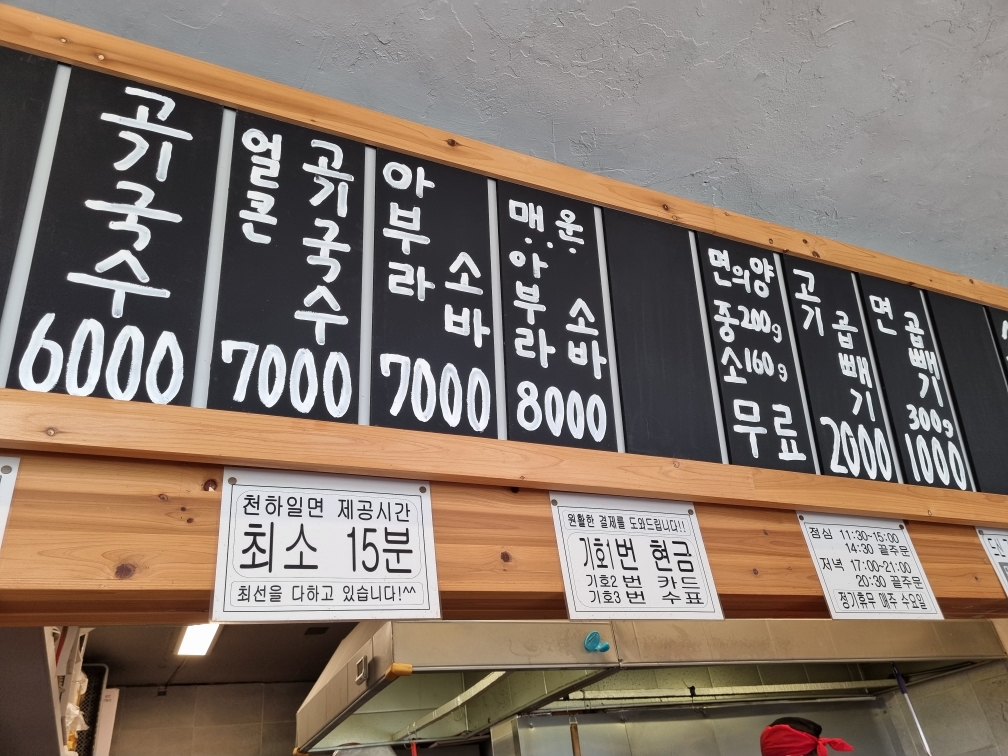 고기국수
6000
얼큰
고기국수
7000
아부라
소바
7000
매운
아부라
소바
8000
면의양
중200g
소160g
무료
고기
곱빼기
2000
면
곱빼기
300g
1000
천하일면 제공시간
최소 15분
최선을 다하고 있습니다!^^
원활한 결제를 도와드립니다!!
기호1번 현금
기호2번 카드
기호3번 수표
점심 11:30~15:00
14:30 끝주문
저녁 17:00-21:00
20:30 끝주문
정기휴무 매주 수요일